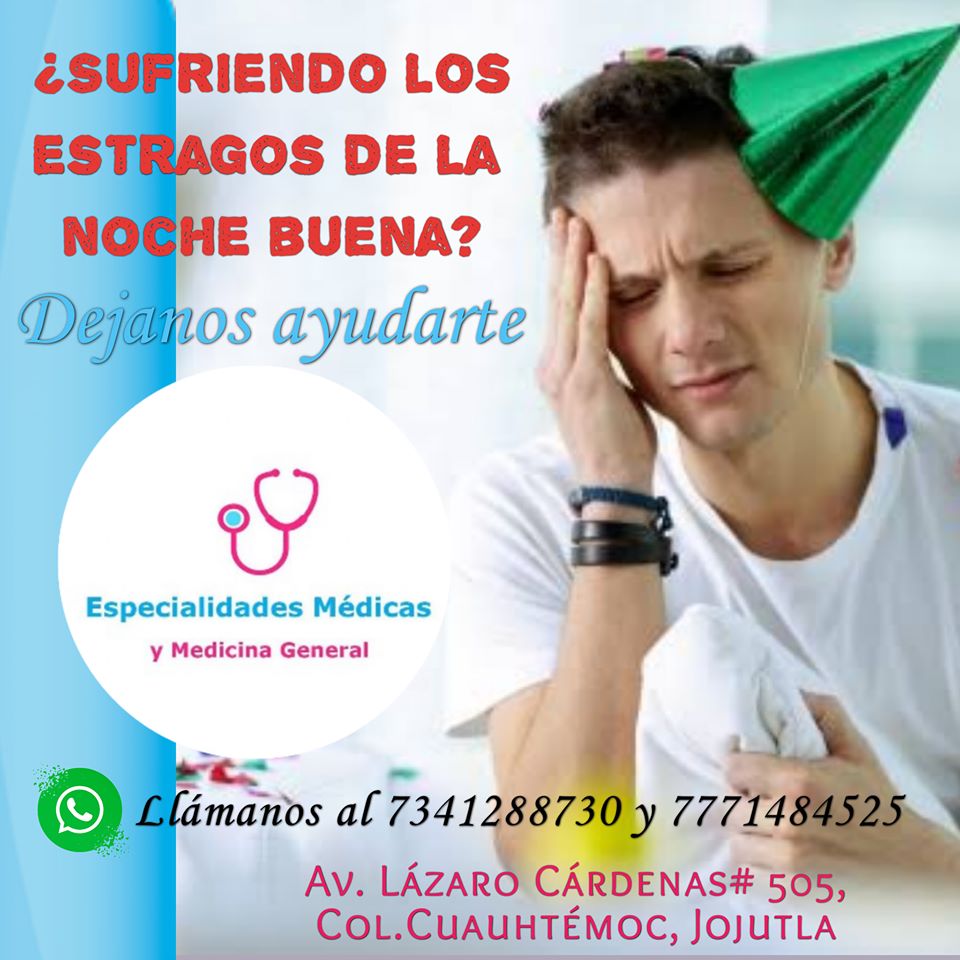 ¿SUFRIENDO LOS
ESTRAGOS DE LA
NOCHE BUENA?
Dejanos ayudarte
Especialidades Médicas
y Medicina General
Llámanos al 7341288730 y 7771484525
Av. Lázaro Cárdenas# 505,
Col.Cuauhtémoc, Jojutla